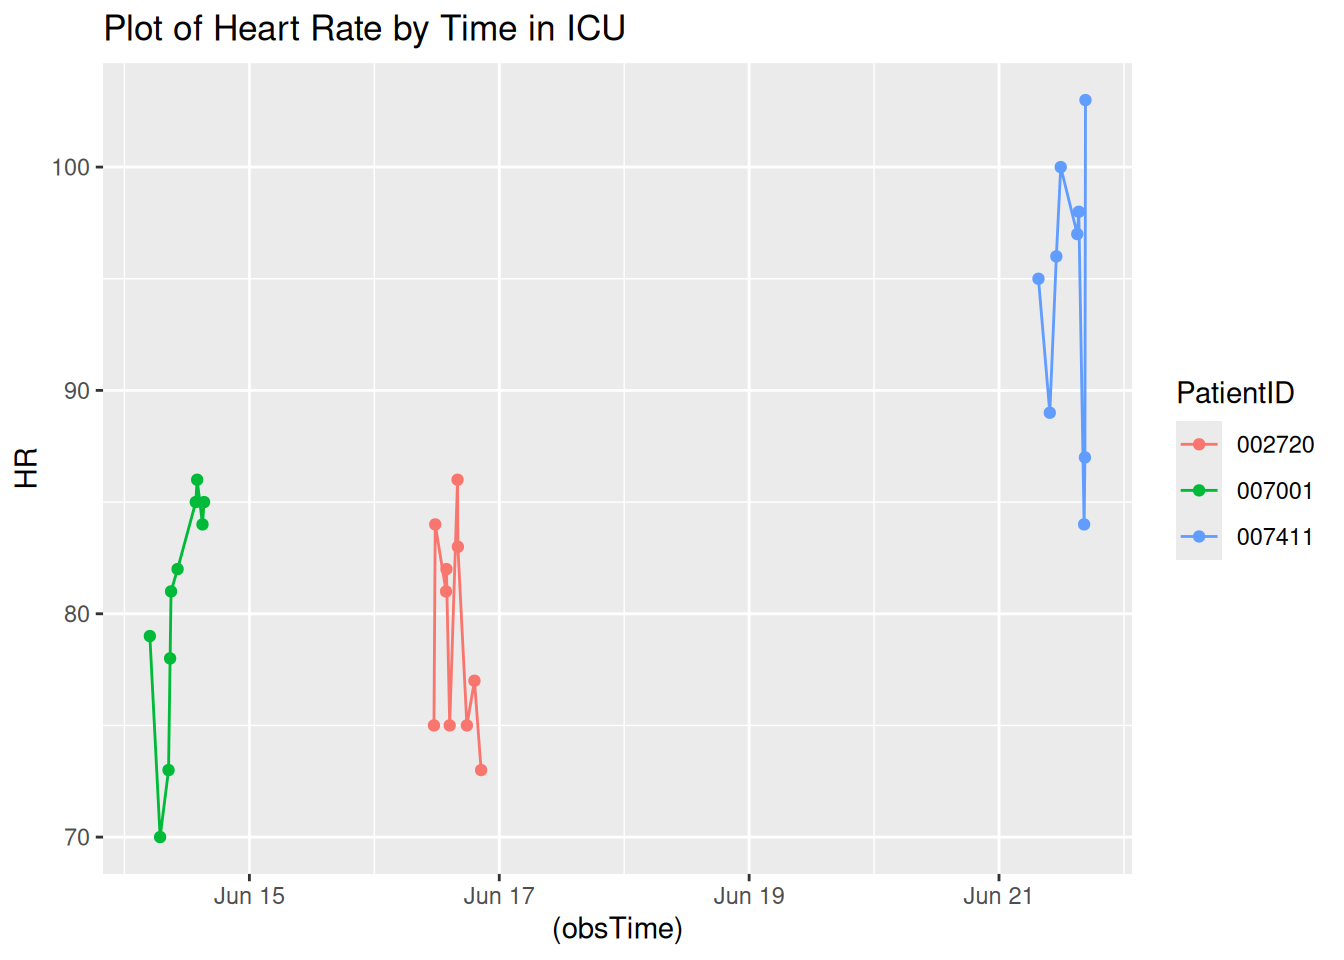 Plot of Heart Rate by Time in ICU
100
90
80
70
HR
Jun 15
Jun 17
Jun 19
Jun 21
(obsTime)
PatientID
002720
007001
007411